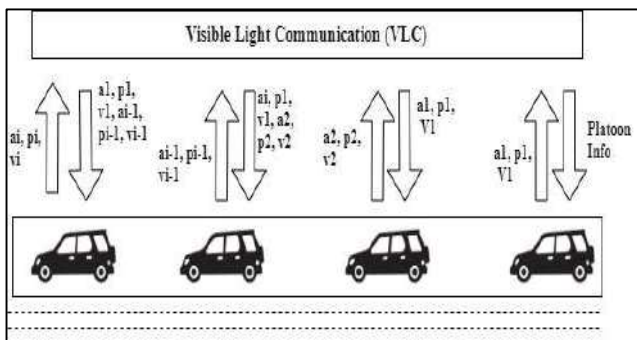 Visible Light Communication (VLC)
ai, pi,
vi
a1, p1,
v1, ai-1,
pi-1, vi-1
ai-1, pi-1,
vi-1
ai, p1,
v1, a2,
p2, v2
a2, p2,
v2
a1, p1,
V1
a1, p1,
V1
Platoon
Info